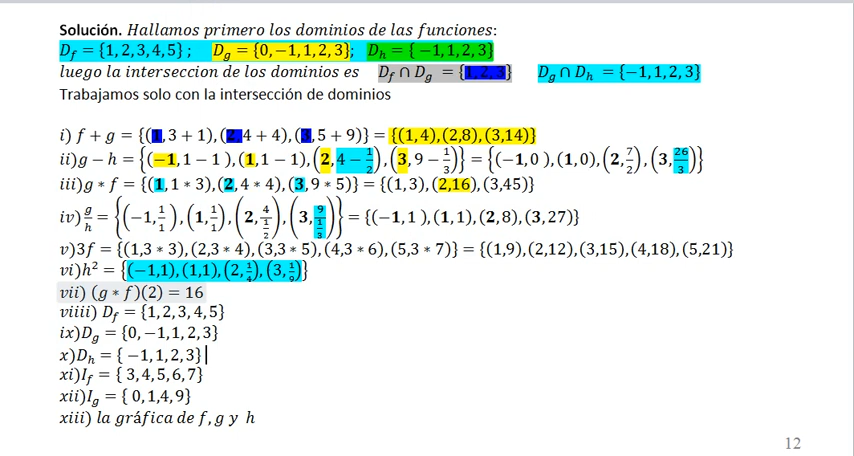 Solución. Hallamos primero los dominios de las funciones:
D_f = {1, 2, 3, 4, 5} ; D_g = {0, −1, 1, 2, 3}; D_h = { −1, 1, 2, 3}
luego la interseccion de los dominios es D_f ∩ D_g = {1, 2, 3} D_g ∩ D_h = {−1, 1, 2, 3}
Trabajamos solo con la intersección de dominios
i) f + g = {(1, 3 + 1), (2, 4 + 4), (3, 5 + 9)} = {(1, 4), (2,8), (3,14)}
ii)g − h = {(−1, 1 − 1 ), (1, 1 − 1), (2, 4 − 1/2), (3, 9 − 1/3)} = {(−1, 0 ), (1, 0), (2, 7/2), (3, 26/3)}
iii)g * f = {(1, 1 * 3), (2, 4 * 4), (3, 9 * 5)} = {(1, 3), (2,16), (3,45)}
iv) g/h = {(−1, 1/1), (1, 1/1), (2, 4/(1/2)), (3, 9/(1/3))} = {(−1, 1 ), (1, 1), (2, 8), (3, 27)}
v)3f = {(1,3 * 3), (2,3 * 4), (3,3 * 5), (4,3 * 6), (5,3 * 7)} = {(1,9), (2,12), (3,15), (4,18), (5,21)}
vi)h² = {(−1,1), (1,1), (2, 1/4), (3, 1/9)}
vii) (g * f)(2) = 16
viiii) D_f = {1, 2, 3, 4, 5}
ix)D_g = {0, −1, 1, 2, 3}
x)D_h = { −1, 1, 2, 3}
xi)I_f = { 3, 4, 5, 6, 7}
xii)I_g = { 0, 1, 4, 9}
xiii) la gráfica de f, g y h
12